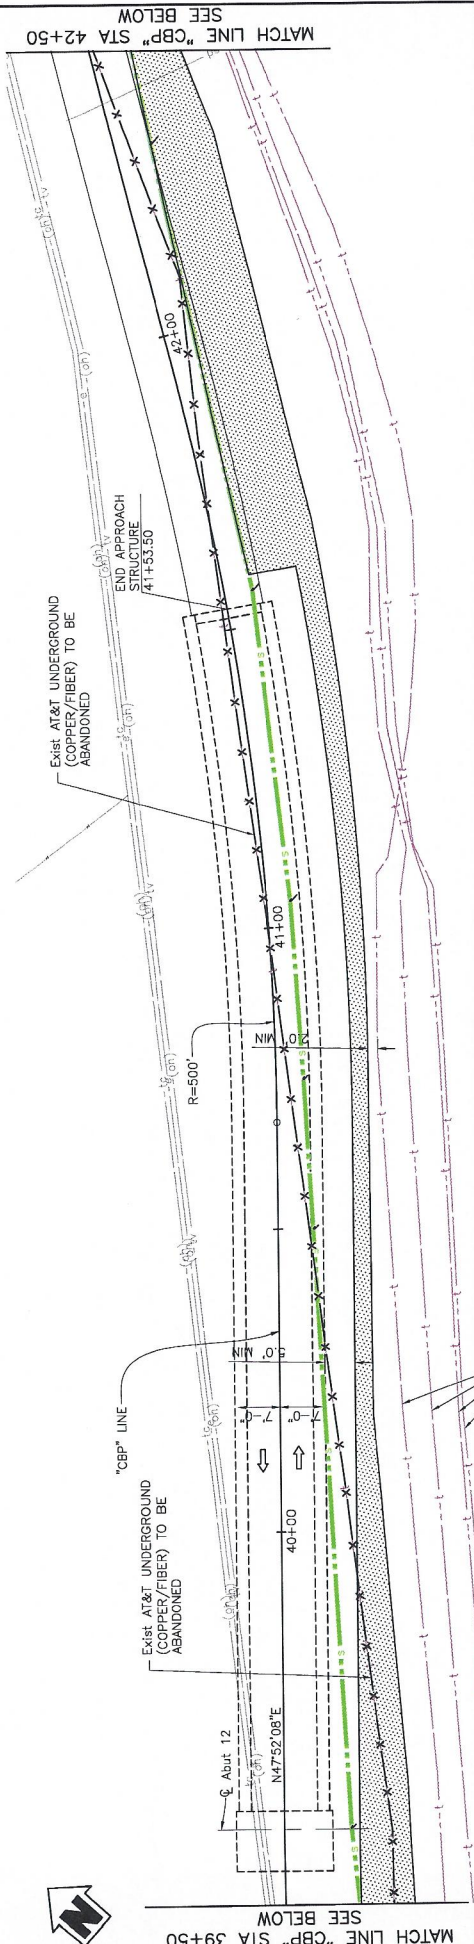 MATCH LINE "CBP" STA 42+50
SEE BELOW
42+00
END APPROACH
STRUCTURE
41+53.50
Exist AT&T UNDERGROUND
(COPPER/FIBER) TO BE
ABANDONED
41+00
2.0' MIN
R=500'
"CBP" LINE
5.0' MIN
7'-0"
7'-0"
40+00
Exist AT&T UNDERGROUND
(COPPER/FIBER) TO BE
ABANDONED
N47°52'08"E
℄ Abut 12
N
MATCH LINE "CBP" STA 39+50
SEE BELOW